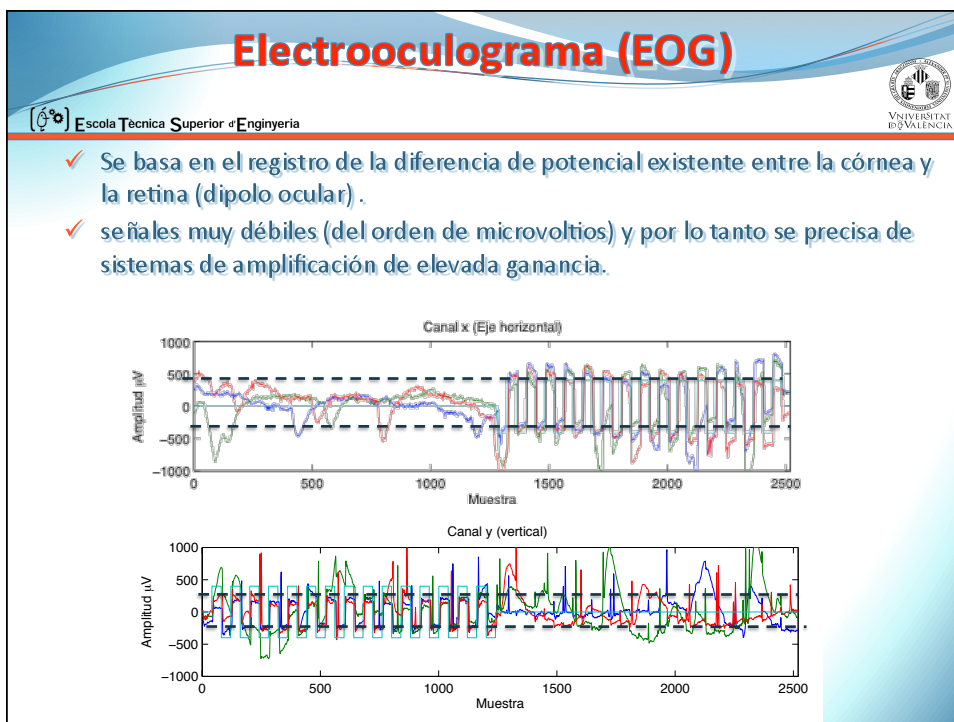 Electrooculograma (EOG)
Escola Tècnica Superior d'Enginyeria
VNIVERSITAT
DE VALÈNCIA
✓ Se basa en el registro de la diferencia de potencial existente entre la córnea y
la retina (dipolo ocular) .
✓ señales muy débiles (del orden de microvoltios) y por lo tanto se precisa de
sistemas de amplificación de elevada ganancia.
Canal x (Eje horizontal)
Amplitud μV
1000
500
0
−500
−1000
0 500 1000 1500 2000 2500
Muestra
Canal y (vertical)
Amplitud μV
1000
500
0
−500
−1000
0 500 1000 1500 2000 2500
Muestra